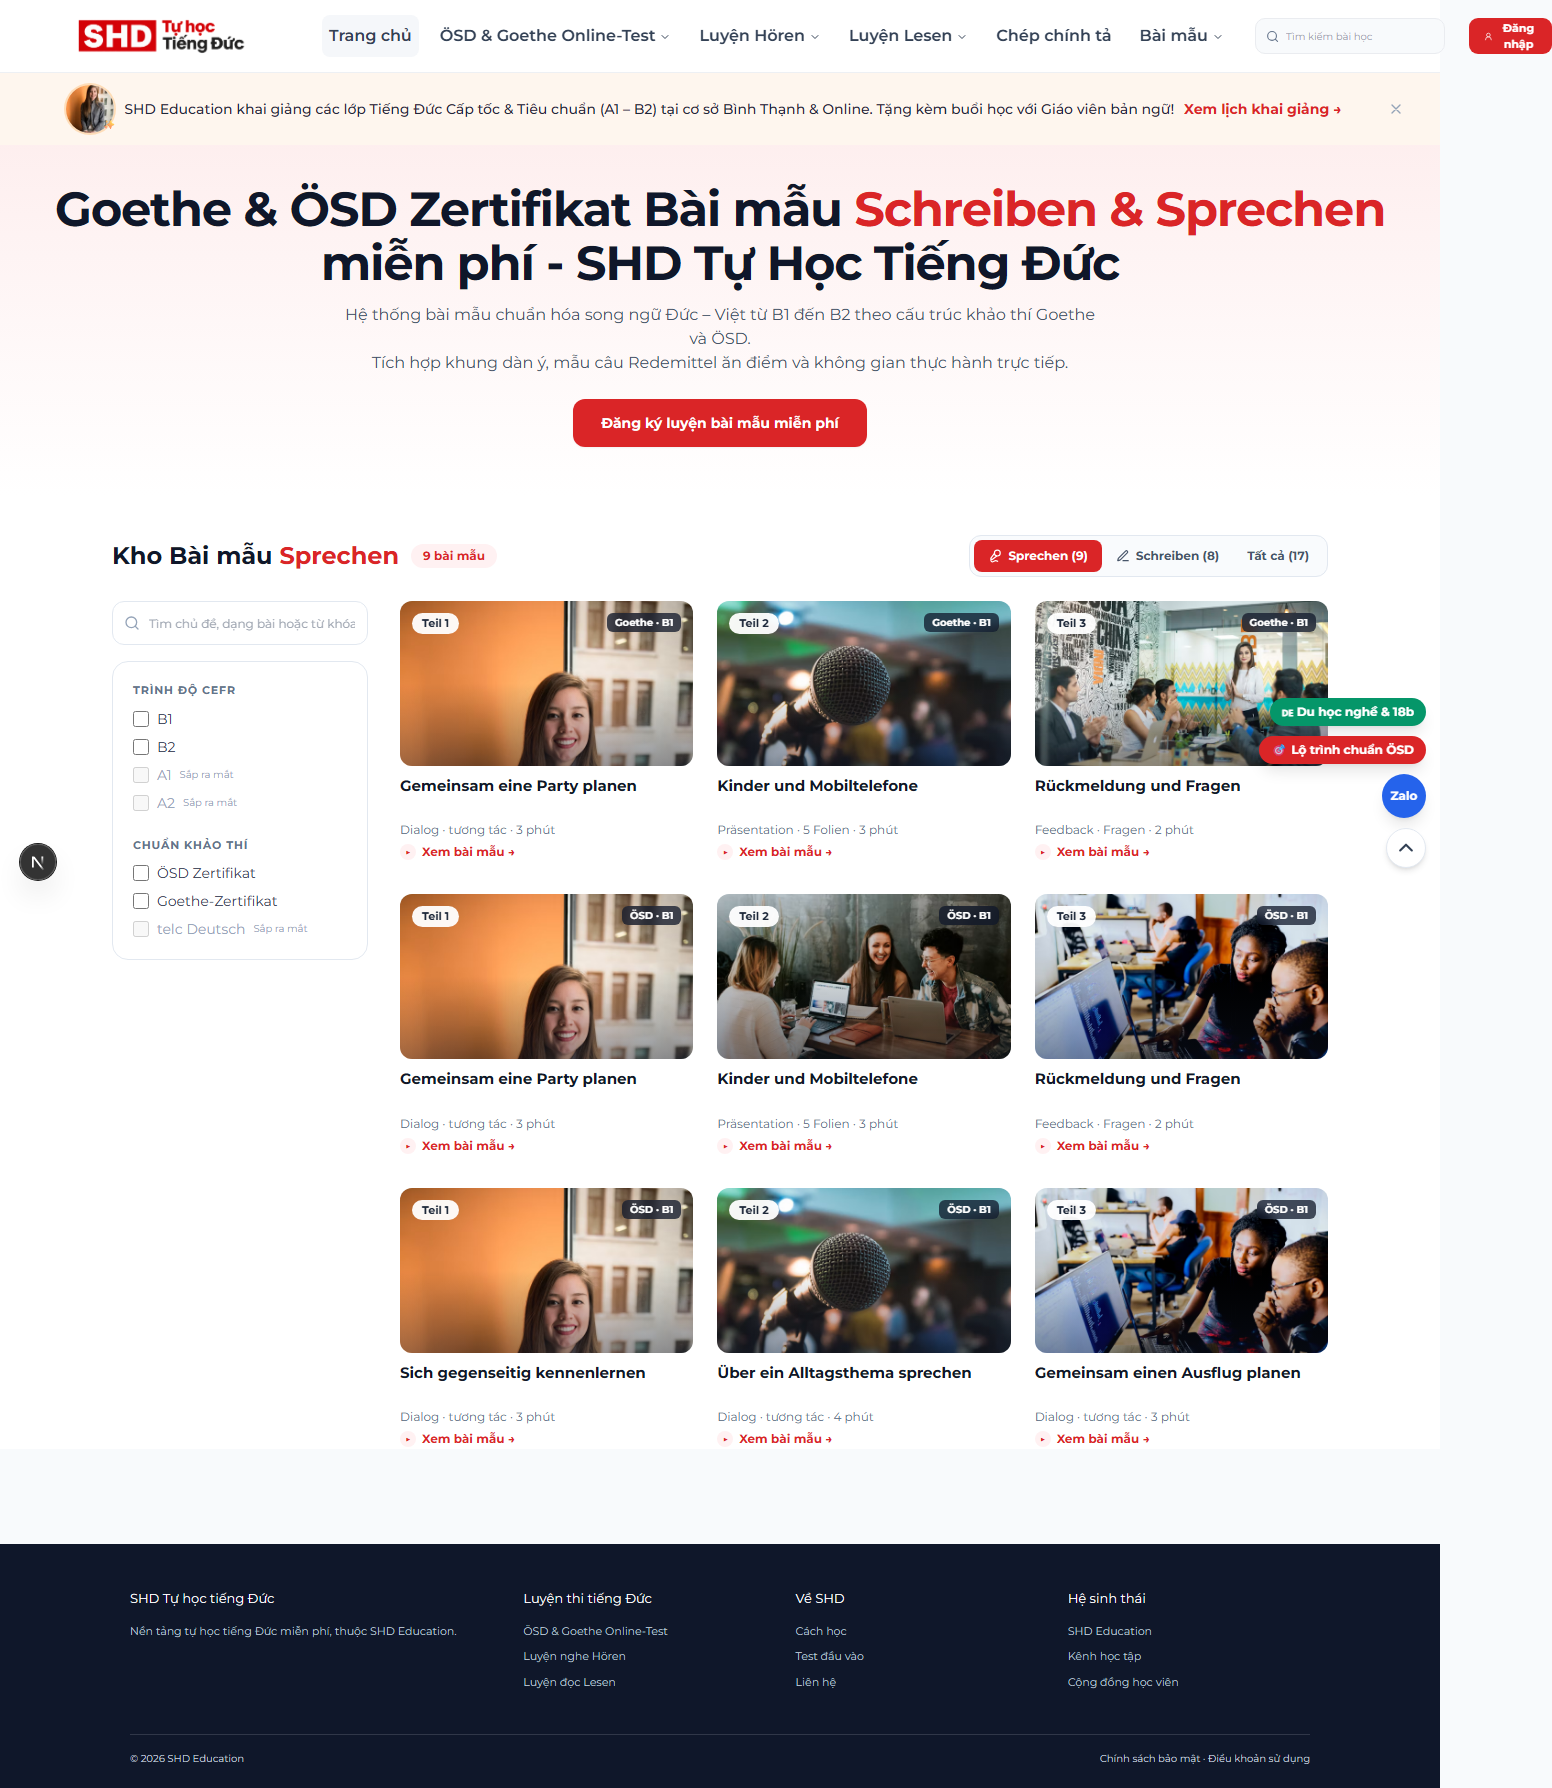 SHD Tự học
Tiếng Đức
Trang chủ
ÖSD & Goethe Online-Test
Luyện Hören
Luyện Lesen
Chép chính tả
Bài mẫu
Tìm kiếm bài học
Đăng
nhập
SHD Education khai giảng các lớp Tiếng Đức Cấp tốc & Tiêu chuẩn (A1 – B2) tại cơ sở Bình Thạnh & Online. Tặng kèm buổi học với Giáo viên bản ngữ! Xem lịch khai giảng →
Goethe & ÖSD Zertifikat Bài mẫu Schreiben & Sprechen
miễn phí - SHD Tự Học Tiếng Đức
Hệ thống bài mẫu chuẩn hóa song ngữ Đức – Việt từ B1 đến B2 theo cấu trúc khảo thí Goethe
và ÖSD.
Tích hợp khung dàn ý, mẫu câu Redemittel ăn điểm và không gian thực hành trực tiếp.
Đăng ký luyện bài mẫu miễn phí
Kho Bài mẫu Sprechen
9 bài mẫu
Sprechen (9)
Schreiben (8)
Tất cả (17)
Tìm chủ đề, dạng bài hoặc từ khóa
TRÌNH ĐỘ CEFR
B1
B2
A1 Sắp ra mắt
A2 Sắp ra mắt
CHUẨN KHẢO THÍ
ÖSD Zertifikat
Goethe-Zertifikat
telc Deutsch Sắp ra mắt
N
Teil 1
Goethe · B1
Gemeinsam eine Party planen
Dialog · tương tác · 3 phút
Xem bài mẫu →
Teil 2
Goethe · B1
Kinder und Mobiltelefone
Präsentation · 5 Folien · 3 phút
Xem bài mẫu →
Teil 3
Goethe · B1
CHINA
Rückmeldung und Fragen
Feedback · Fragen · 2 phút
Xem bài mẫu →
DE Du học nghề & 18b
Lộ trình chuẩn ÖSD
Zalo
Teil 1
ÖSD · B1
Gemeinsam eine Party planen
Dialog · tương tác · 3 phút
Xem bài mẫu →
Teil 2
ÖSD · B1
Kinder und Mobiltelefone
Präsentation · 5 Folien · 3 phút
Xem bài mẫu →
Teil 3
ÖSD · B1
Rückmeldung und Fragen
Feedback · Fragen · 2 phút
Xem bài mẫu →
Teil 1
ÖSD · B1
Sich gegenseitig kennenlernen
Dialog · tương tác · 3 phút
Xem bài mẫu →
Teil 2
ÖSD · B1
Über ein Alltagsthema sprechen
Dialog · tương tác · 4 phút
Xem bài mẫu →
Teil 3
ÖSD · B1
Gemeinsam einen Ausflug planen
Dialog · tương tác · 3 phút
Xem bài mẫu →
SHD Tự học tiếng Đức
Nền tảng tự học tiếng Đức miễn phí, thuộc SHD Education.
Luyện thi tiếng Đức
ÖSD & Goethe Online-Test
Luyện nghe Hören
Luyện đọc Lesen
Về SHD
Cách học
Test đầu vào
Liên hệ
Hệ sinh thái
SHD Education
Kênh học tập
Cộng đồng học viên
© 2026 SHD Education
Chính sách bảo mật · Điều khoản sử dụng